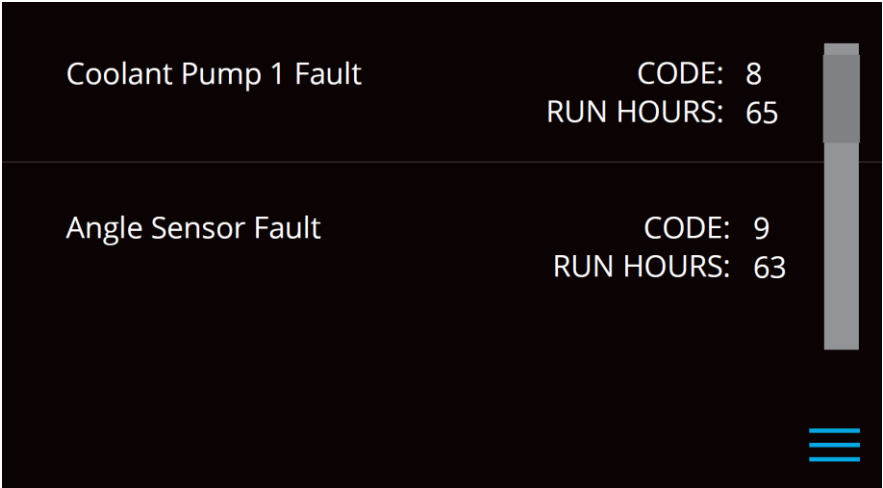 Coolant Pump 1 Fault CODE: 8
RUN HOURS: 65
Angle Sensor Fault CODE: 9
RUN HOURS: 63